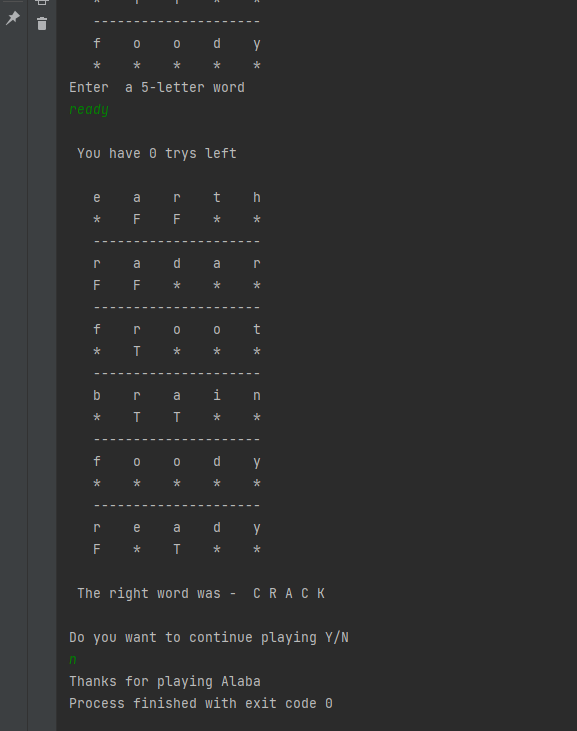 ----------------------
f o o d y
* * * * *
Enter  a 5-letter word
ready
You have 0 trys left
e a r t h
* F F * *
----------------------
r a d a r
F F * * *
----------------------
f r o o t
* T * * *
----------------------
b r a i n
* T T * *
----------------------
f o o d y
* * * * *
----------------------
r e a d y
F * T * *
The right word was -  C R A C K
Do you want to continue playing Y/N
n
Thanks for playing Alaba
Process finished with exit code 0